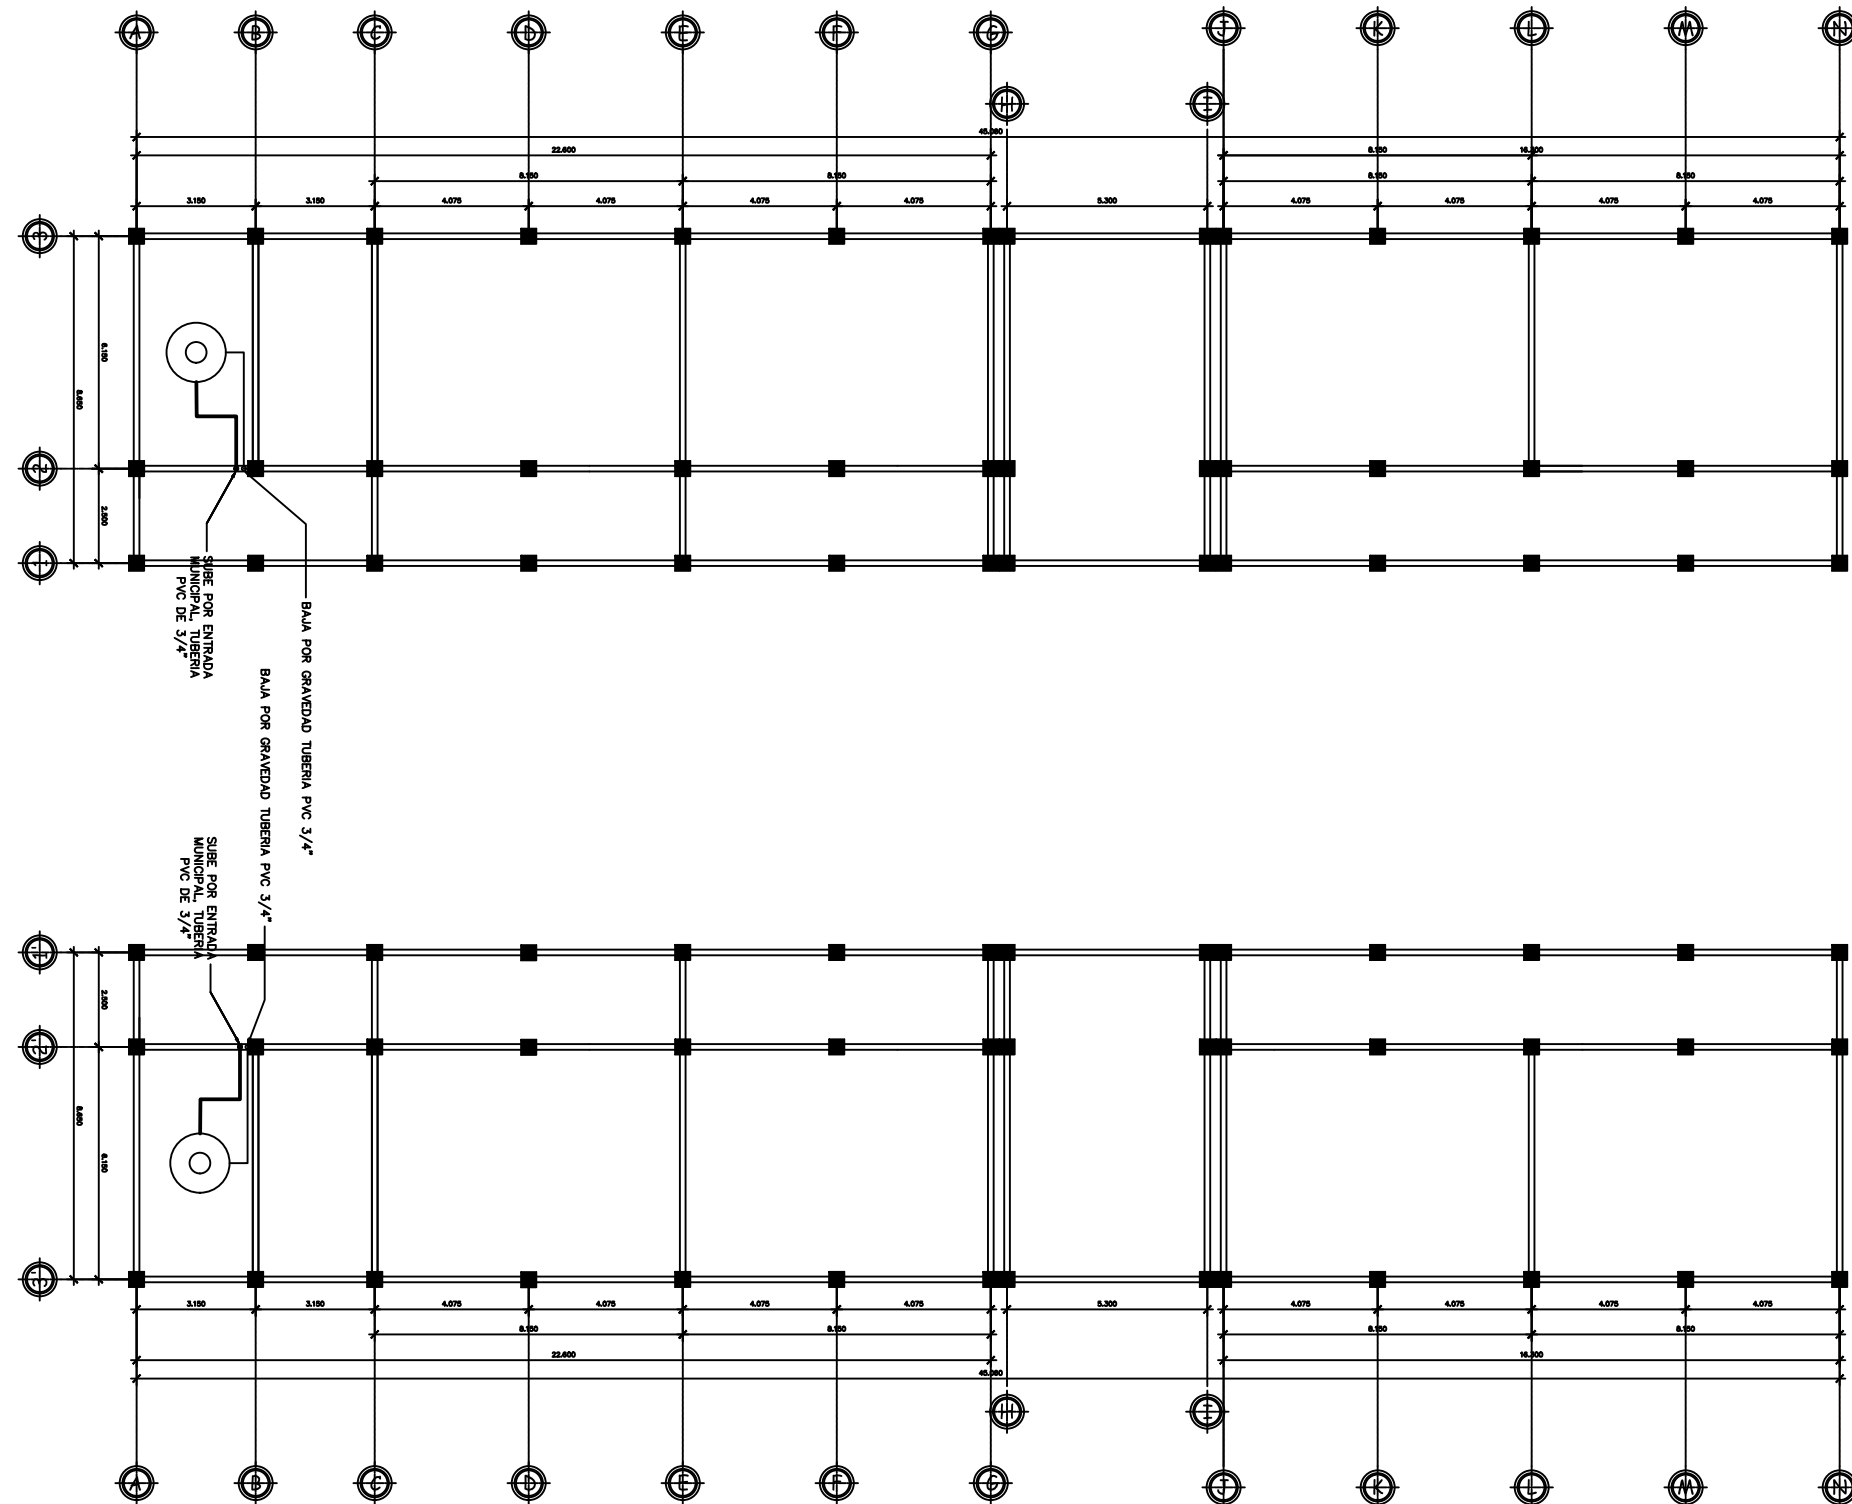 A
B
C
D
E
F
G
J
K
L
M
N
H
I
45.060
22.600
8.150
16.300
8.150
8.150
8.150
8.150
3.150
3.150
4.075
4.075
4.075
4.075
5.300
4.075
4.075
4.075
4.075
3
6.150
8.650
2
2.500
1
SUBE POR ENTRADA
MUNICIPAL, TUBERIA
PVC DE 3/4"
BAJA POR GRAVEDAD TUBERIA PVC 3/4"
BAJA POR GRAVEDAD TUBERIA PVC 3/4"
SUBE POR ENTRADA
MUNICIPAL, TUBERIA
PVC DE 3/4"
1'
2.500
2'
8.650
6.150
3'
3.150
3.150
4.075
4.075
4.075
4.075
5.300
4.075
4.075
4.075
4.075
8.150
8.150
8.150
8.150
22.600
16.300
45.060
H
I
A
B
C
D
E
F
G
J
K
L
M
N